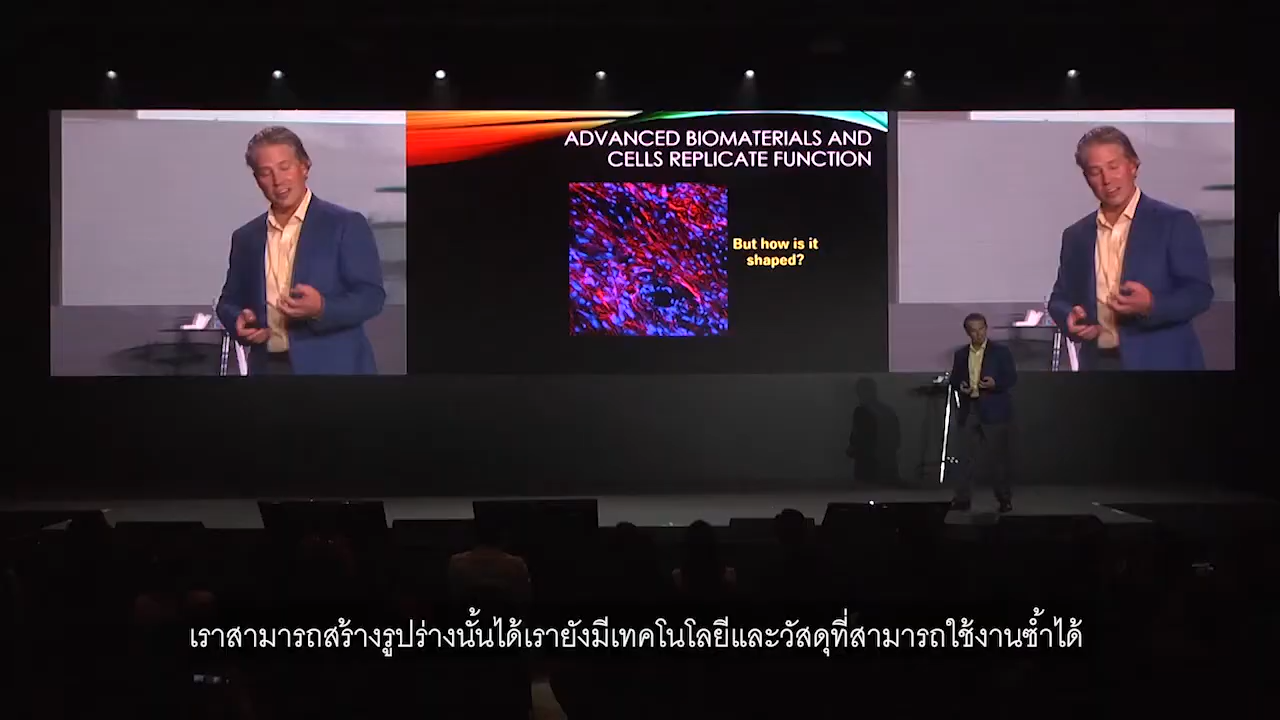 ADVANCED BIOMATERIALS AND
CELLS REPLICATE FUNCTION
But how is it
shaped?
เราสามารถสร้างรูปร่างนั้นได้เรายังมีเทคโนโลยีและวัสดุที่สามารถใช้งานซ้ำได้